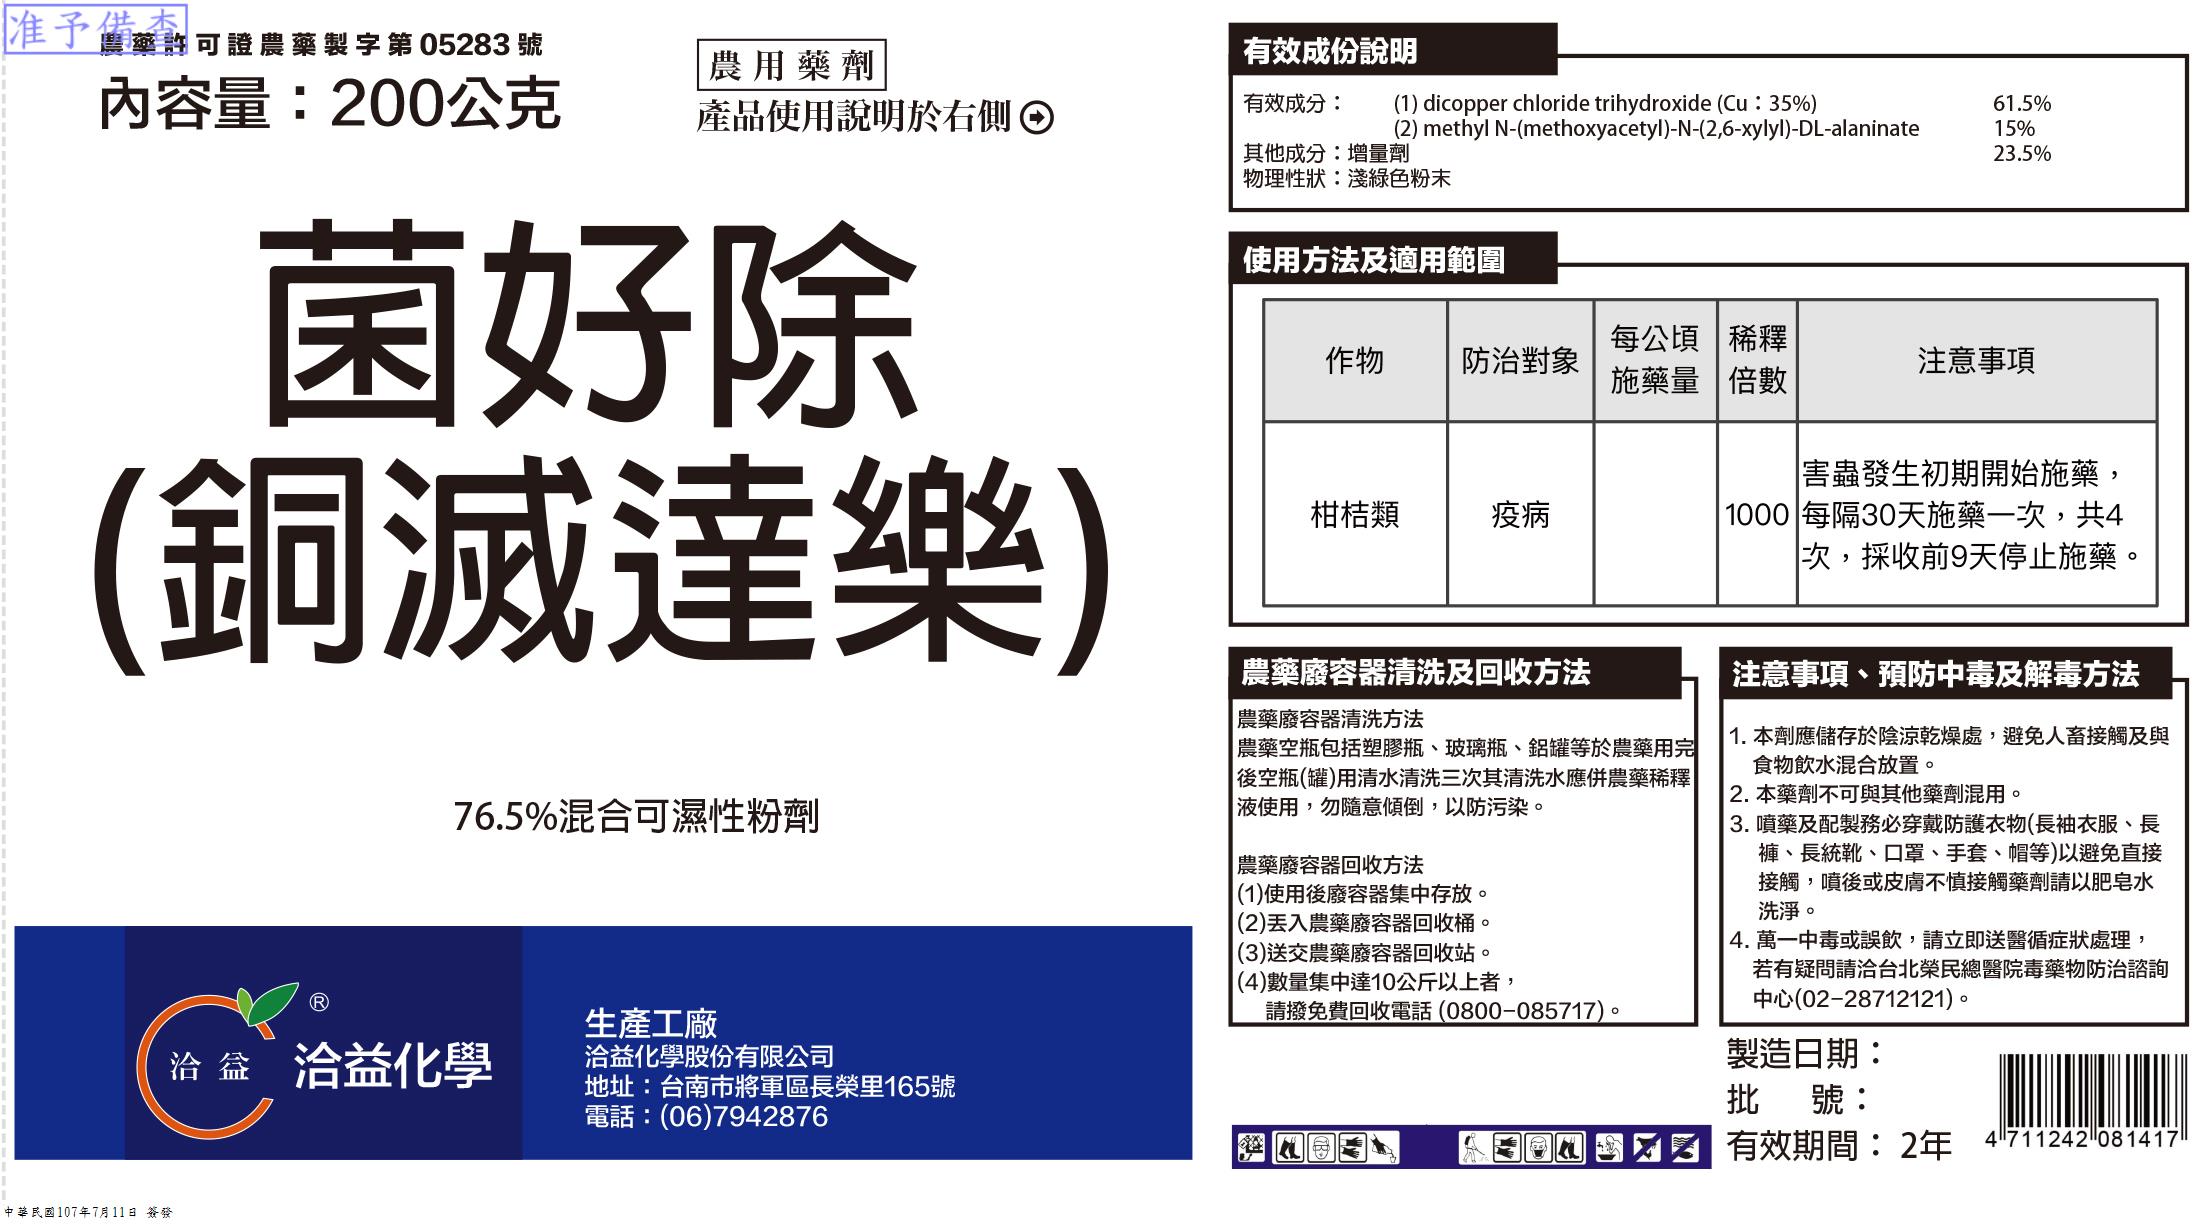 准予備查
農藥許可證農藥製字第05283號
內容量：200公克
農用藥劑
產品使用說明於右側
菌好除
(銅滅達樂)
76.5%混合可濕性粉劑
洽益
®
洽益化學
生產工廠
洽益化學股份有限公司
地址：台南市將軍區長榮里165號
電話：(06)7942876
中華民國107年7月11日 簽發
有效成份說明
有效成分： (1) dicopper chloride trihydroxide (Cu：35%) 61.5%
(2) methyl N-(methoxyacetyl)-N-(2,6-xylyl)-DL-alaninate 15%
其他成分：增量劑 23.5%
物理性狀：淺綠色粉末
使用方法及適用範圍
作物 防治對象 每公頃施藥量 稀釋倍數 注意事項
柑桔類 疫病 1000 害蟲發生初期開始施藥，
每隔30天施藥一次，共4
次，採收前9天停止施藥。
農藥廢容器清洗及回收方法
農藥廢容器清洗方法
農藥空瓶包括塑膠瓶、玻璃瓶、鋁罐等於農藥用完
後空瓶(罐)用清水清洗三次其清洗水應併農藥稀釋
液使用，勿隨意傾倒，以防污染。
農藥廢容器回收方法
(1)使用後廢容器集中存放。
(2)丟入農藥廢容器回收桶。
(3)送交農藥廢容器回收站。
(4)數量集中達10公斤以上者，
請撥免費回收電話 (0800-085717)。
注意事項、預防中毒及解毒方法
1. 本劑應儲存於陰涼乾燥處，避免人畜接觸及與
食物飲水混合放置。
2. 本藥劑不可與其他藥劑混用。
3. 噴藥及配製務必穿戴防護衣物(長袖衣服、長
褲、長統靴、口罩、手套、帽等)以避免直接
接觸，噴後或皮膚不慎接觸藥劑請以肥皂水
洗淨。
4. 萬一中毒或誤飲，請立即送醫循症狀處理，
若有疑問請洽台北榮民總醫院毒藥物防治諮詢
中心(02-28712121)。
製造日期：
批 號：
有效期間： 2年
4 711242 081417